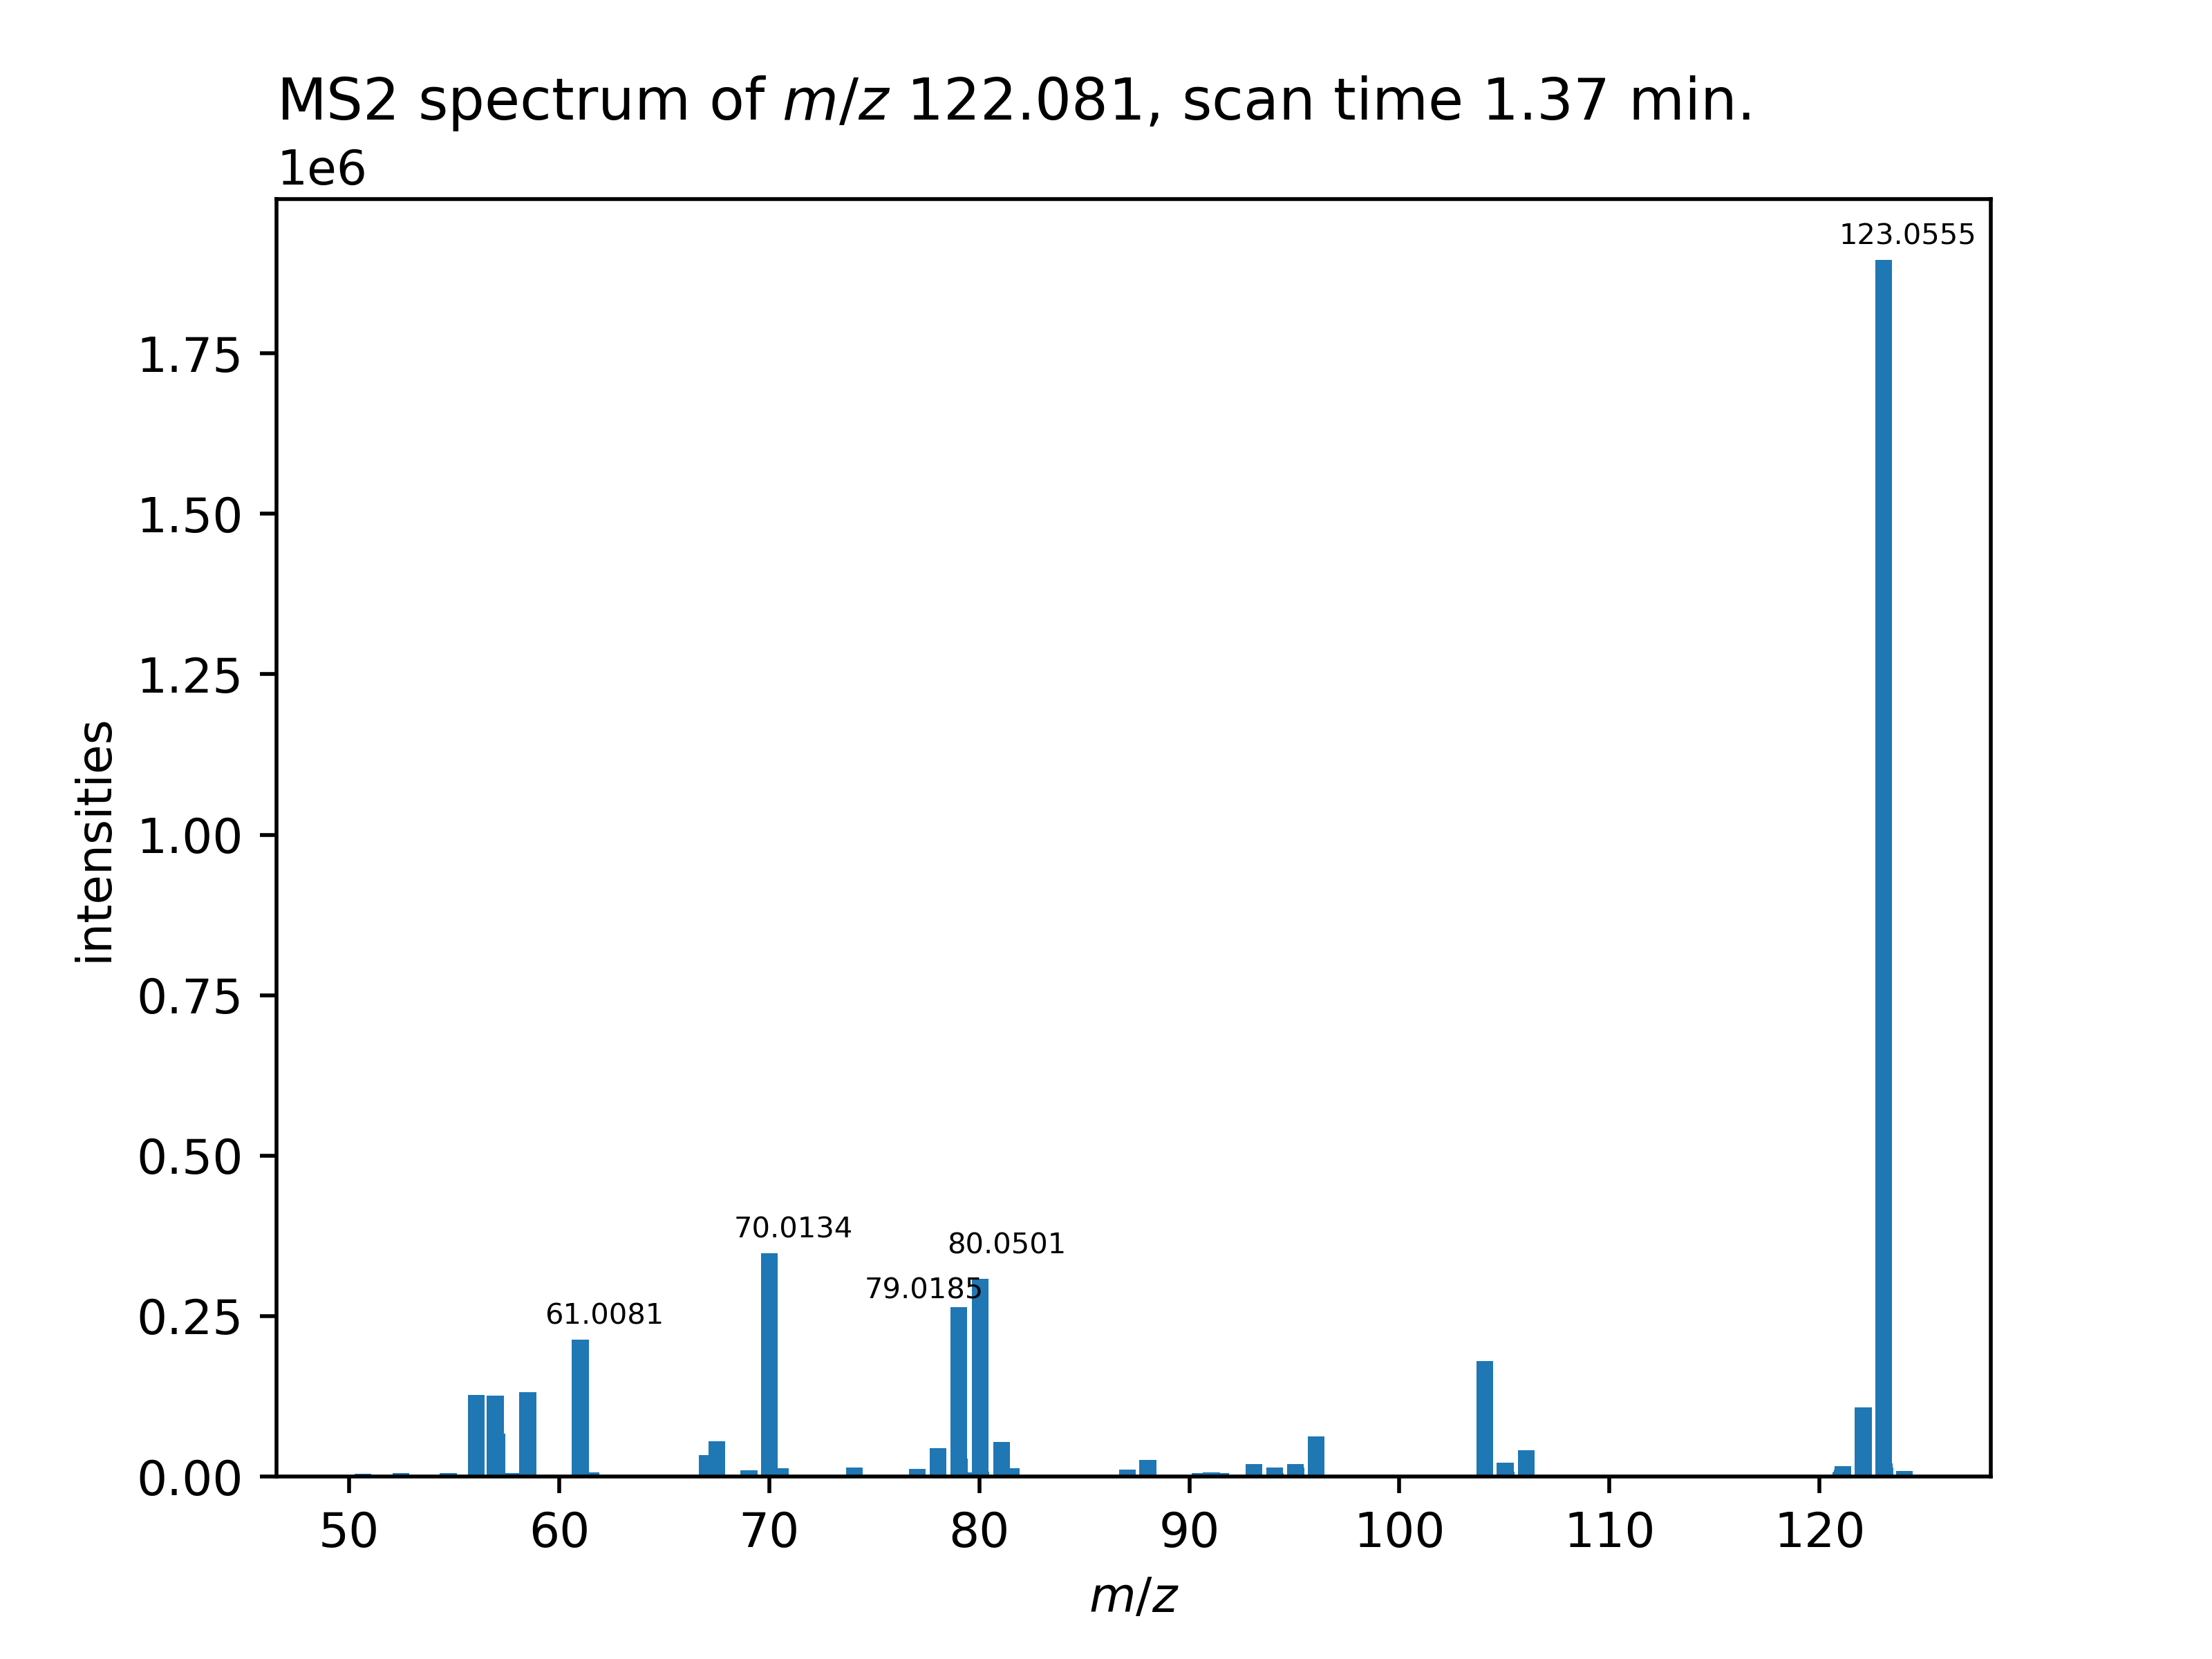 MS2 spectrum of m/z 122.081, scan time 1.37 min.
1e6
123.0555
1.75
1.50
1.25
1.00
0.75
0.50
0.25
0.00
intensities
70.0134
80.0501
79.0185
61.0081
50 60 70 80 90 100 110 120
m/z